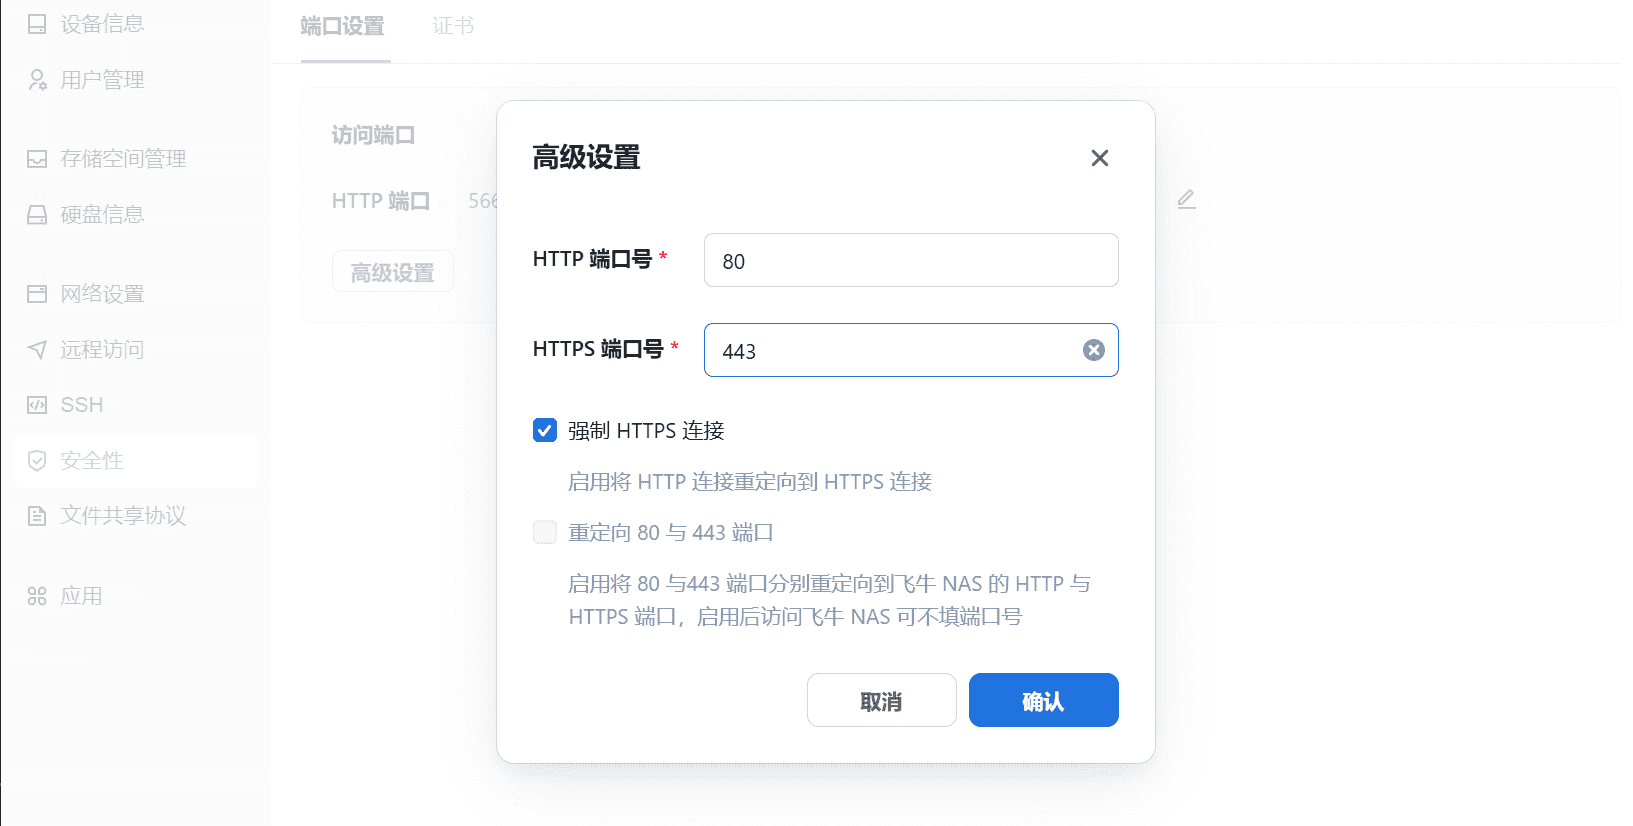 设备信息
用户管理
存储空间管理
硬盘信息
网络设置
远程访问
SSH
安全性
文件共享协议
应用
端口设置
证书
访问端口
HTTP 端口
566
高级设置
高级设置
HTTP 端口号 *
80
HTTPS 端口号 *
443
强制 HTTPS 连接
启用将 HTTP 连接重定向到 HTTPS 连接
重定向 80 与 443 端口
启用将 80 与443 端口分别重定向到飞牛 NAS 的 HTTP 与
HTTPS 端口，启用后访问飞牛 NAS 可不填端口号
取消
确认